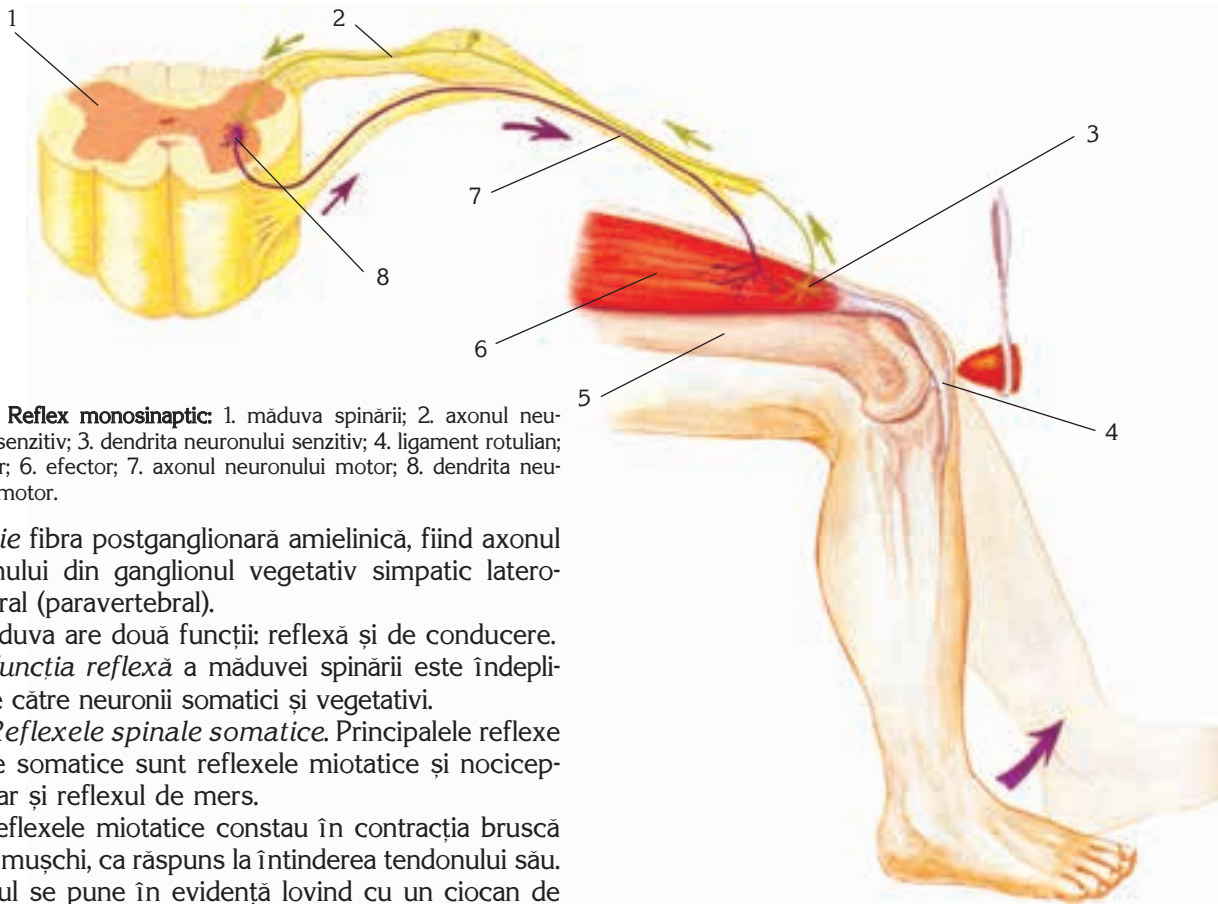 1
2
3
7
8
6
5
4
Reflex monosinaptic: 1. măduva spinării; 2. axonul neu-
senzitiv; 3. dendrita neuronului senzitiv; 4. ligament rotulian;
r; 6. efector; 7. axonul neuronului motor; 8. dendrita neu-
motor.
ie fibra postganglionară amielinică, fiind axonul
nului din ganglionul vegetativ simpatic latero-
ral (paravertebral).
duva are două funcții: reflexă și de conducere.
uncția reflexă a măduvei spinării este îndepli-
e către neuronii somatici și vegetativi.
Reflexele spinale somatice. Principalele reflexe
e somatice sunt reflexele miotatice și nocicep-
ar și reflexul de mers.
eflexele miotatice constau în contracția bruscă
mușchi, ca răspuns la întinderea tendonului său.
ul se pune în evidență lovind cu un ciocan de